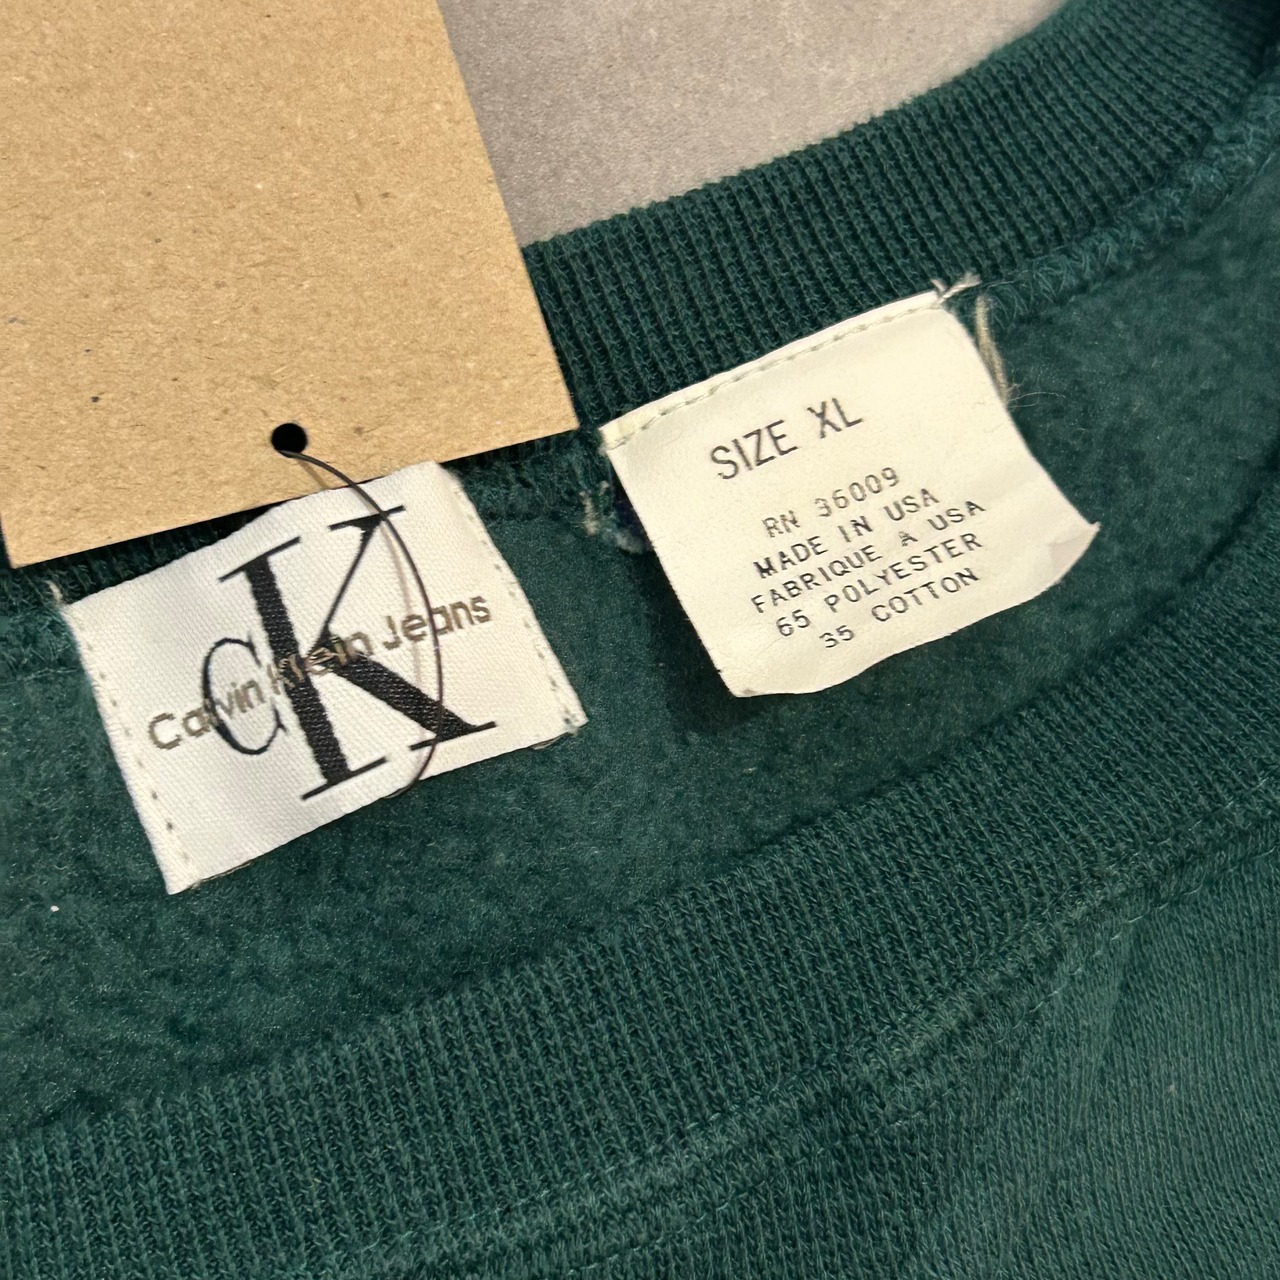 CK
Calvin Klein Jeans
SIZE XL
RN 36009
MADE IN USA
FABRIQUE A USA
65 POLYESTER
35 COTTON